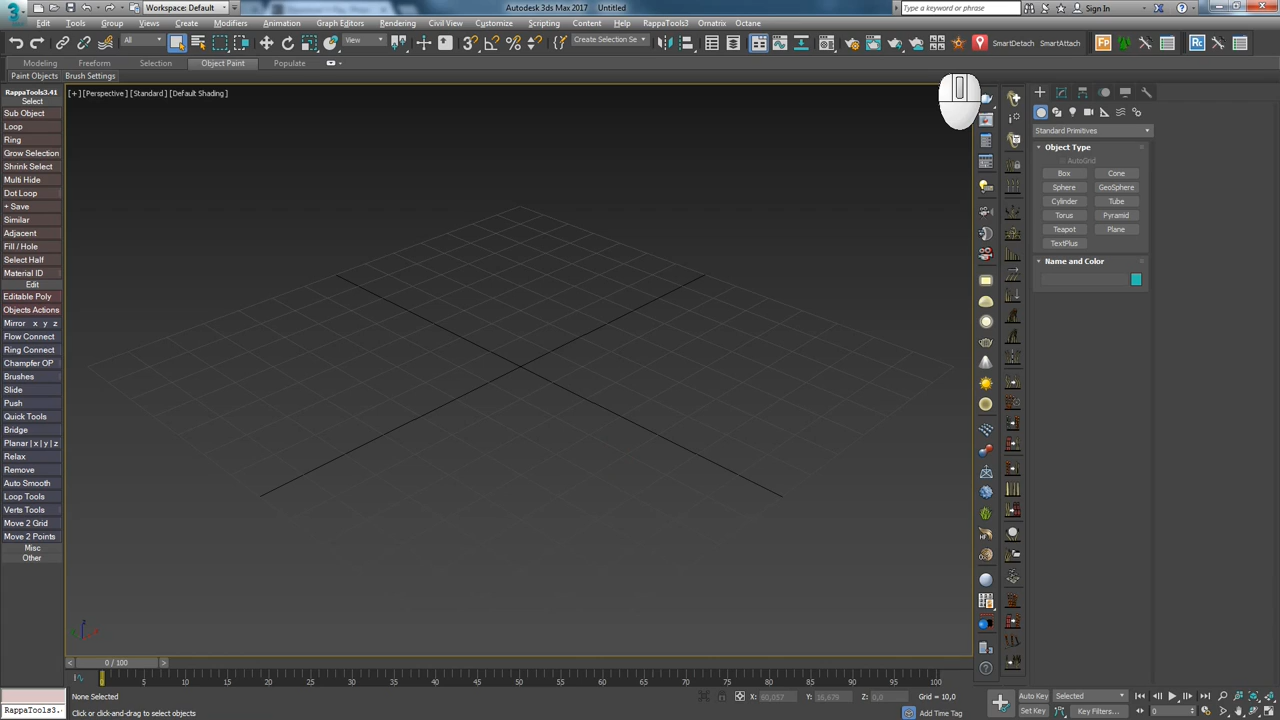 Workspace: Default
Autodesk 3ds Max 2017 Untitled
Type a keyword or phrase
Sign In
Edit Tools Group Views Create Modifiers Animation Graph Editors Rendering Civil View Customize Scripting Content Help RappaTools3 Ornatrix Octane
All
View
Create Selection Se
SmartDetach SmartAttach
Modeling Freeform Selection Object Paint Populate
Paint Objects Brush Settings
RappaTools3.41
Select
Sub Object
Loop
Ring
Grow Selection
Shrink Select
Multi Hide
Dot Loop
+ Save
Similar
Adjacent
Fill / Hole
Select Half
Material ID
Edit
Editable Poly
Objects Actions
Mirror x y z
Flow Connect
Ring Connect
Champfer OP
Brushes
Slide
Push
Quick Tools
Bridge
Planar | x | y | z
Relax
Remove
Auto Smooth
Loop Tools
Verts Tools
Move 2 Grid
Move 2 Points
Misc
Other
[+] [Perspective] [Standard] [Default Shading]
Standard Primitives
Object Type
AutoGrid
Box Cone
Sphere GeoSphere
Cylinder Tube
Torus Pyramid
Teapot Plane
TextPlus
Name and Color
z
< 0 / 100 >
0 5 10 15 20 25 30 35 40 45 50 55 60 65 70 75 80 85 90 95 100
None Selected
X: 60,057 Y: 16,679 Z: 0,0 Grid = 10,0
Auto Key Selected
RappaTools3.
Click or click-and-drag to select objects
Add Time Tag
Set Key Key Filters... 0